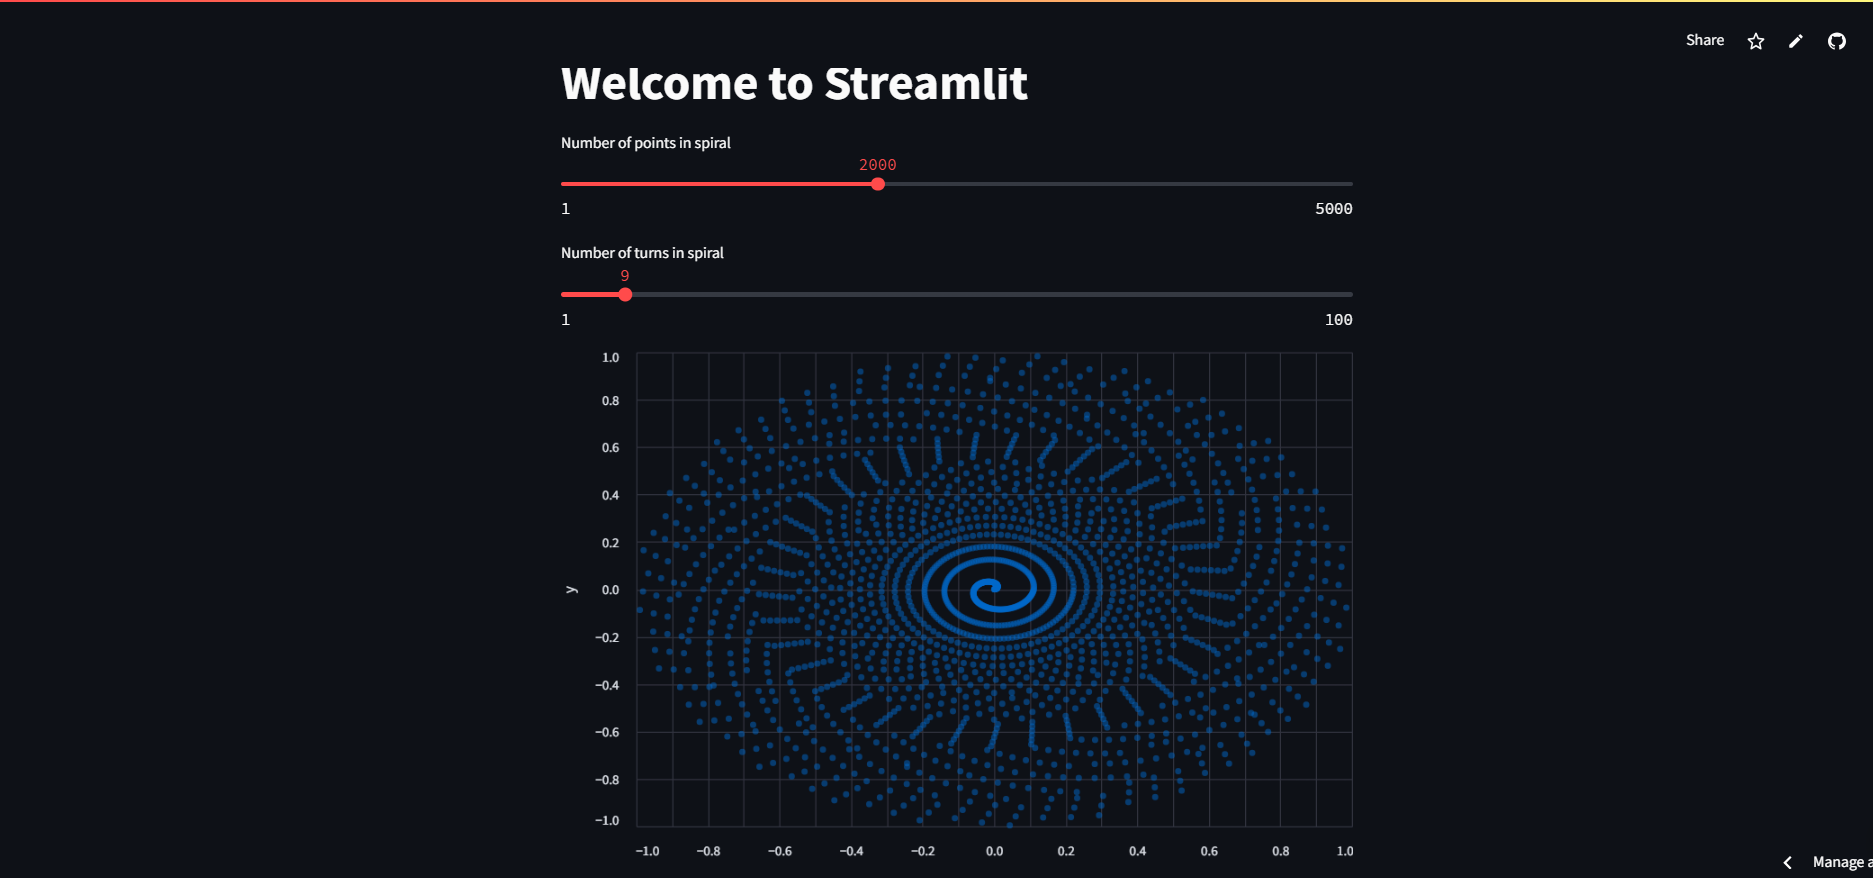 Share
Welcome to Streamlit
Number of points in spiral
2000
1 5000
Number of turns in spiral
9
1 100
1.0
0.8
0.6
0.4
0.2
0.0
−0.2
−0.4
−0.6
−0.8
−1.0
y
−1.0 −0.8 −0.6 −0.4 −0.2 0.0 0.2 0.4 0.6 0.8 1.0
Manage